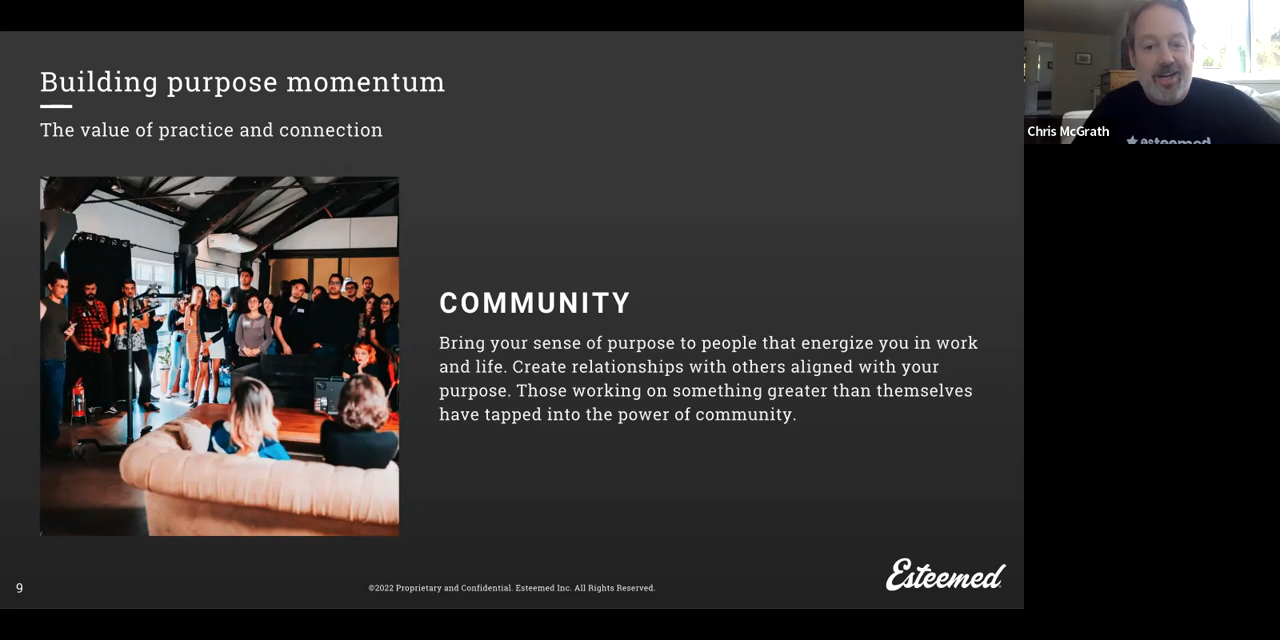 Building purpose momentum
The value of practice and connection
COMMUNITY
Bring your sense of purpose to people that energize you in work
and life. Create relationships with others aligned with your
purpose. Those working on something greater than themselves
have tapped into the power of community.
9
©2022 Proprietary and Confidential. Esteemed Inc. All Rights Reserved.
Esteemed
Chris McGrath
esteemed